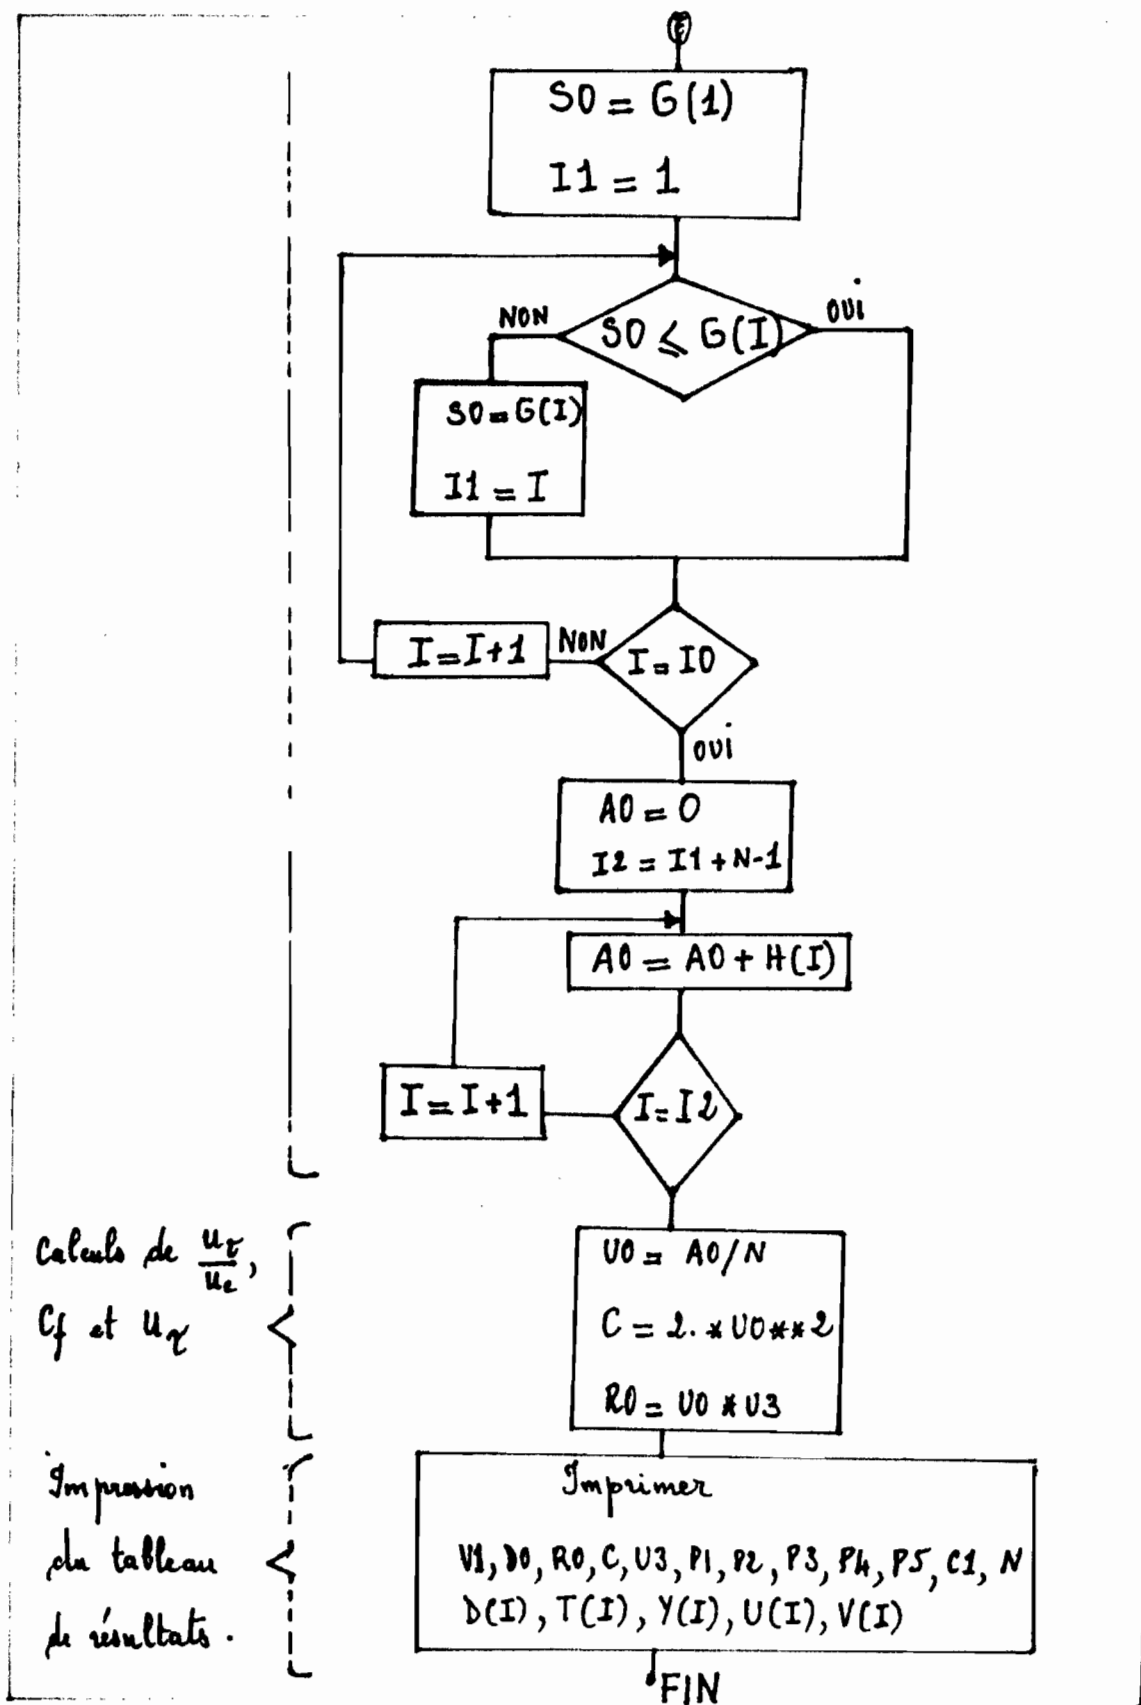 S0 = G(1)
I1 = 1
S0 ≤ G(I)
NON
OUI
S0 = G(I)
I1 = I
I = I0
NON
I = I+1
OUI
A0 = 0
I2 = I1 + N-1
A0 = A0 + H(I)
I = I2
I = I+1
Calculs de uτ/ue,
Cf et uτ
U0 = A0/N
C = 2. * U0**2
R0 = U0 * U3
Impression
du tableau
de résultats.
Imprimer
V1, D0, R0, C, U3, P1, P2, P3, P4, P5, C1, N
D(I), T(I), Y(I), U(I), V(I)
FIN